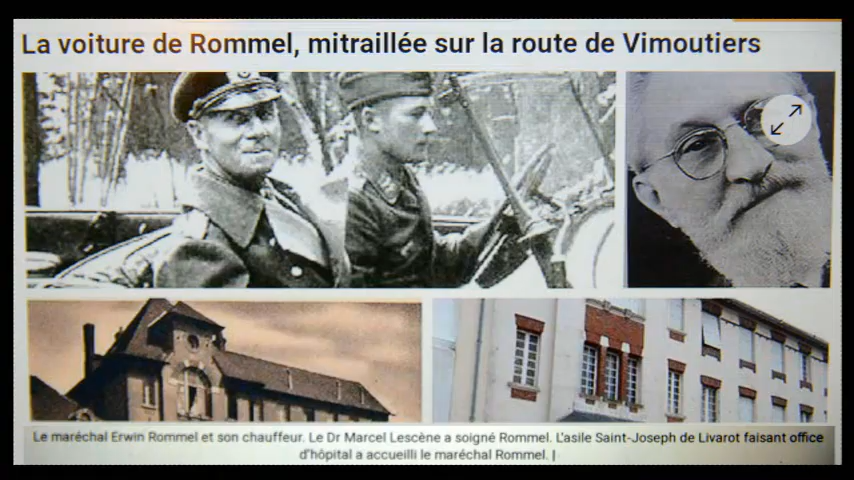 La voiture de Rommel, mitraillée sur la route de Vimoutiers
Le maréchal Erwin Rommel et son chauffeur. Le Dr Marcel Lescène a soigné Rommel. L'asile Saint-Joseph de Livarot faisant office
d'hôpital a accueilli le maréchal Rommel. |